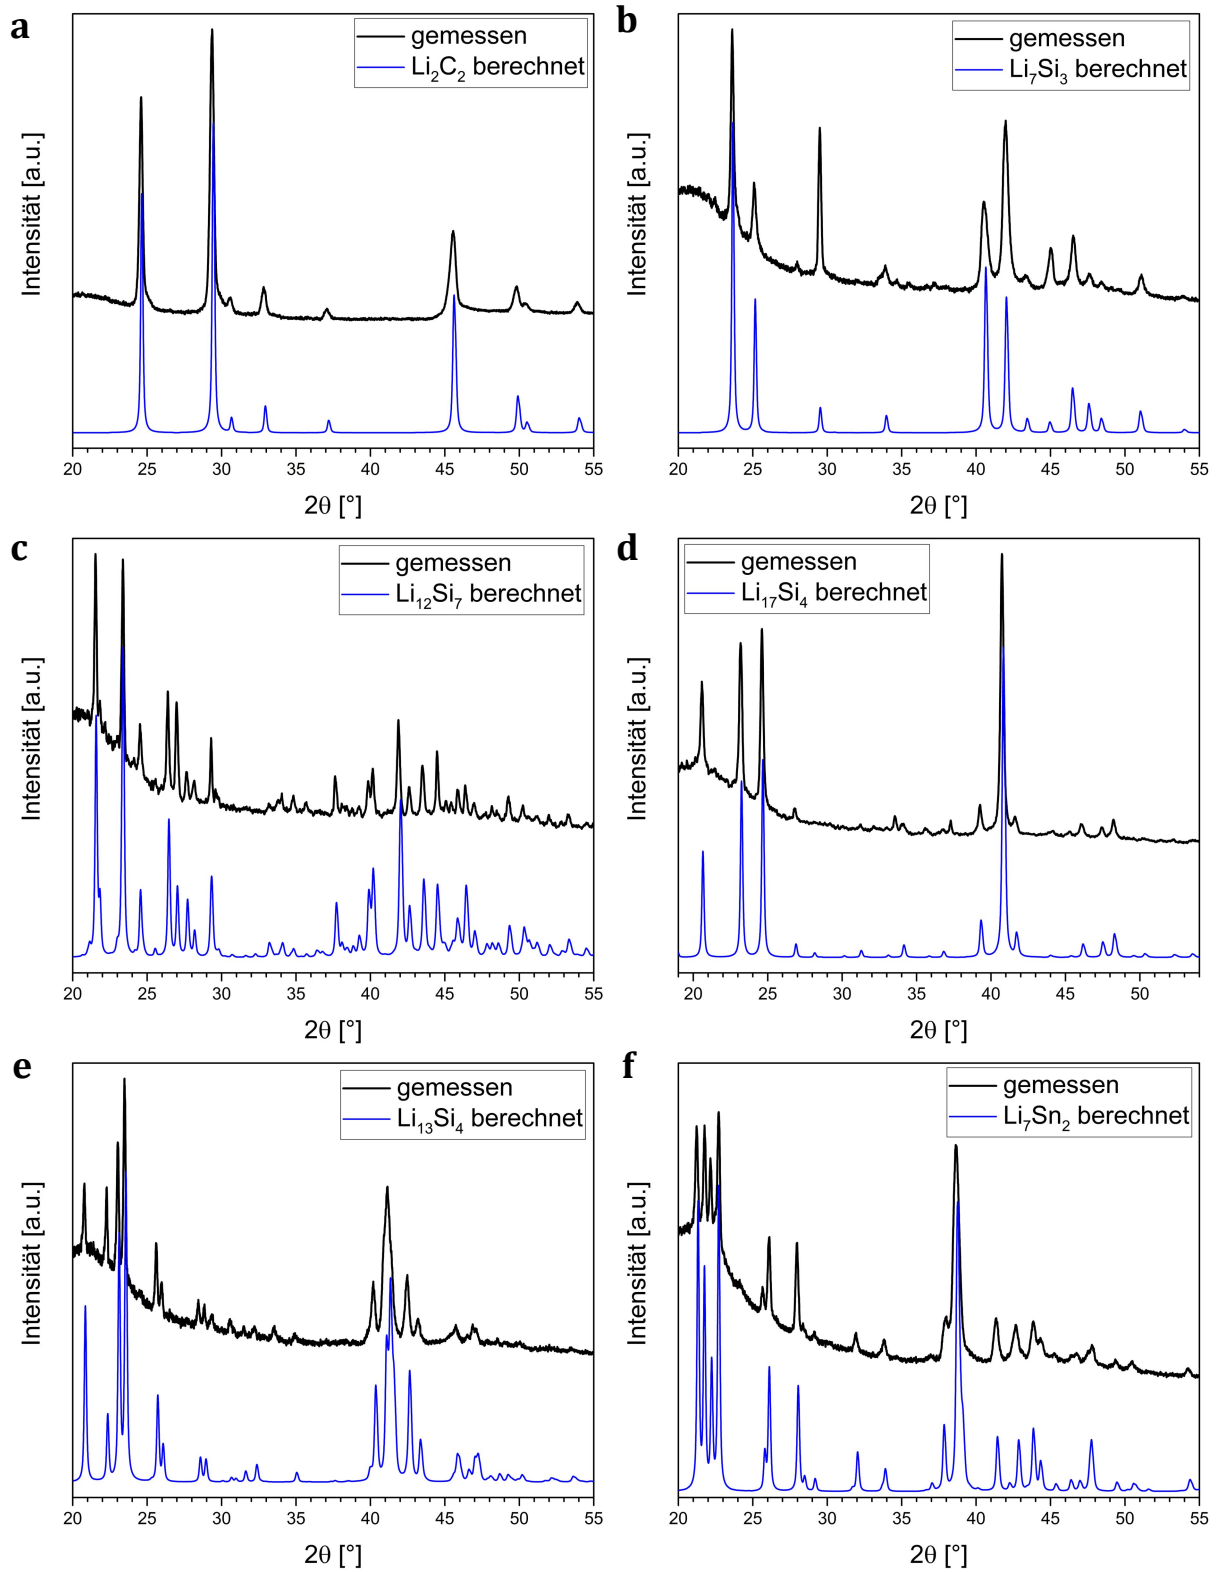 a
gemessen
Li2C2 berechnet
Intensität [a.u.]
20 25 30 35 40 45 50 55
2θ [°]
b
gemessen
Li7Si3 berechnet
Intensität [a.u.]
20 25 30 35 40 45 50 55
2θ [°]
c
gemessen
Li12Si7 berechnet
Intensität [a.u.]
20 25 30 35 40 45 50 55
2θ [°]
d
gemessen
Li17Si4 berechnet
Intensität [a.u.]
20 25 30 35 40 45 50
2θ [°]
e
gemessen
Li13Si4 berechnet
Intensität [a.u.]
20 25 30 35 40 45 50 55
2θ [°]
f
gemessen
Li7Sn2 berechnet
Intensität [a.u.]
20 25 30 35 40 45 50 55
2θ [°]